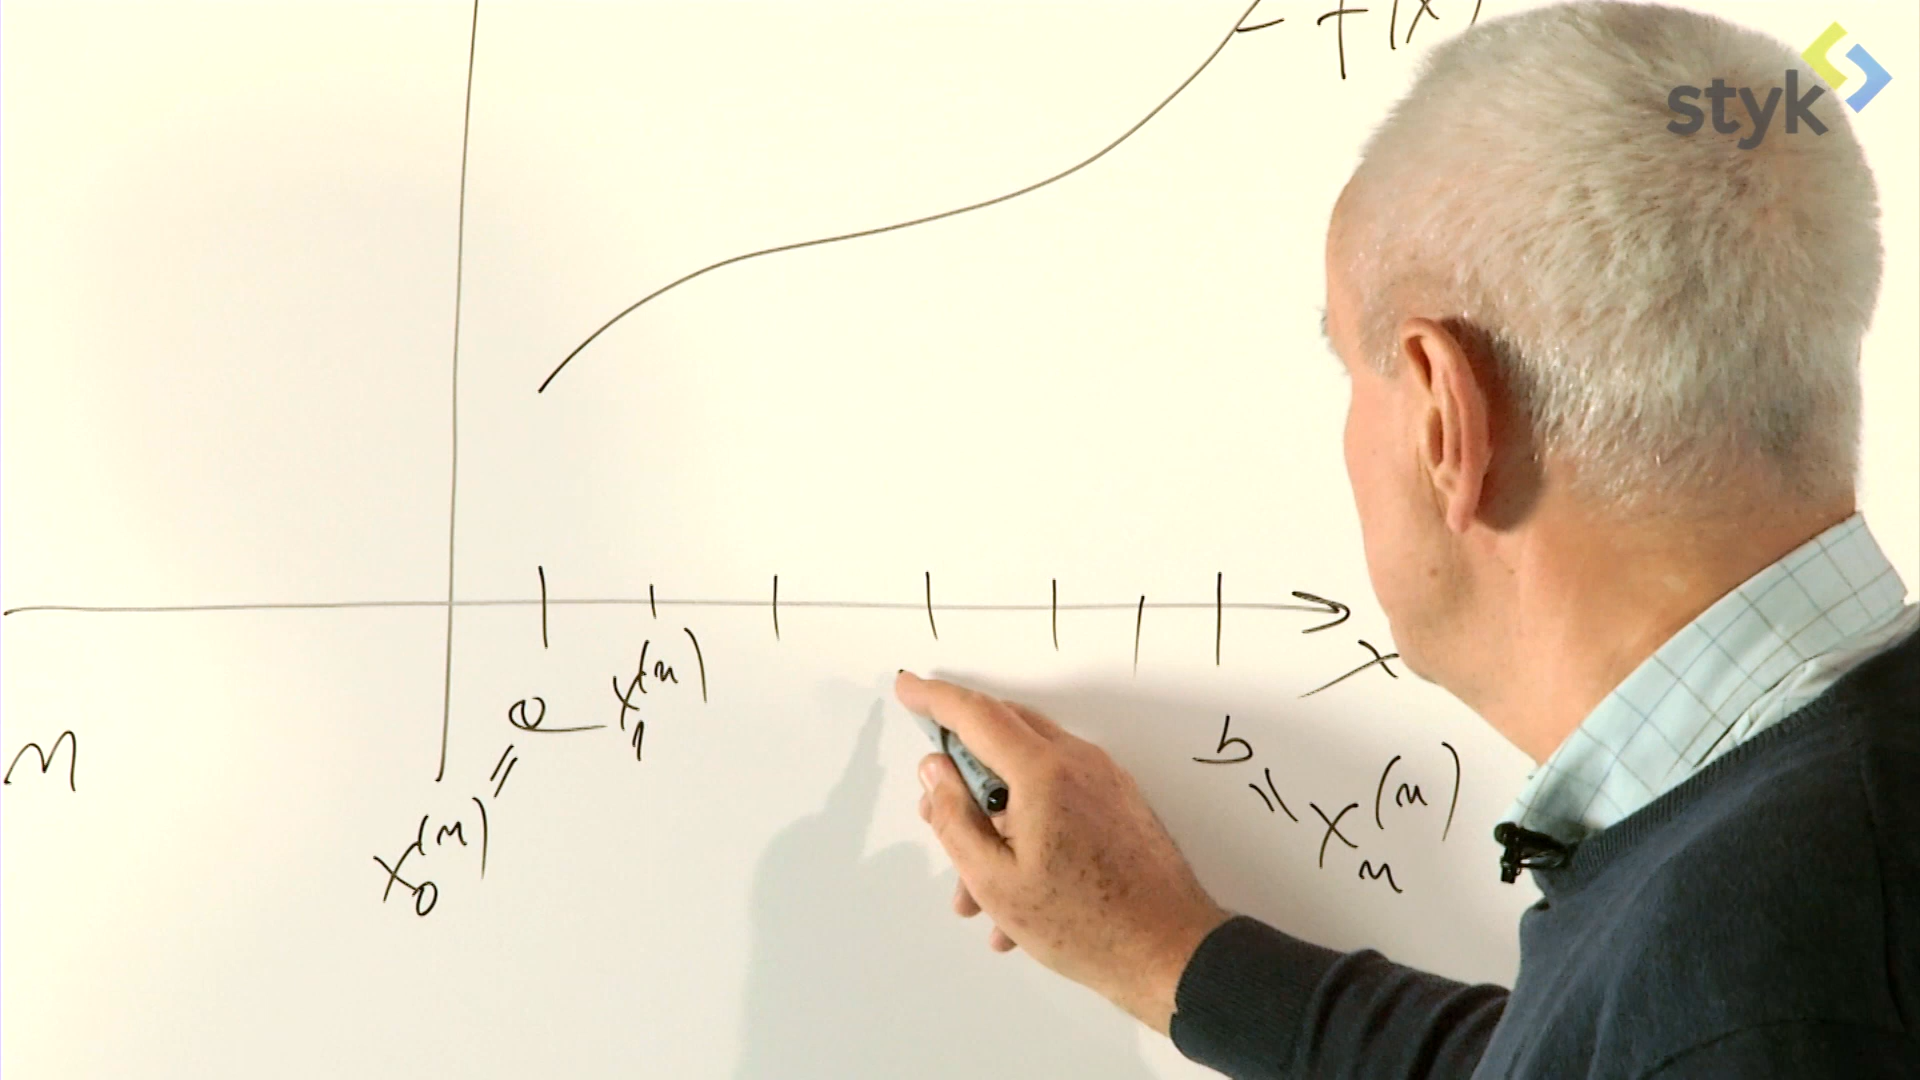 f(x)
styk
x₁⁽ⁿ⁾
a
=
x
n
b
=
x₀⁽ⁿ⁾
xₙ⁽ⁿ⁾